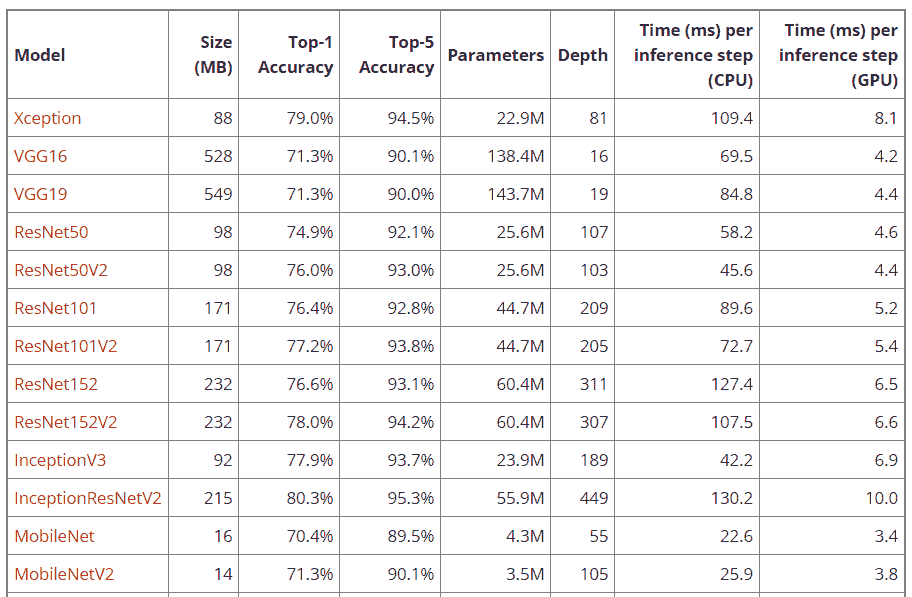 Model Size (MB) Top-1 Accuracy Top-5 Accuracy Parameters Depth Time (ms) per inference step (CPU) Time (ms) per inference step (GPU)
Xception 88 79.0% 94.5% 22.9M 81 109.4 8.1
VGG16 528 71.3% 90.1% 138.4M 16 69.5 4.2
VGG19 549 71.3% 90.0% 143.7M 19 84.8 4.4
ResNet50 98 74.9% 92.1% 25.6M 107 58.2 4.6
ResNet50V2 98 76.0% 93.0% 25.6M 103 45.6 4.4
ResNet101 171 76.4% 92.8% 44.7M 209 89.6 5.2
ResNet101V2 171 77.2% 93.8% 44.7M 205 72.7 5.4
ResNet152 232 76.6% 93.1% 60.4M 311 127.4 6.5
ResNet152V2 232 78.0% 94.2% 60.4M 307 107.5 6.6
InceptionV3 92 77.9% 93.7% 23.9M 189 42.2 6.9
InceptionResNetV2 215 80.3% 95.3% 55.9M 449 130.2 10.0
MobileNet 16 70.4% 89.5% 4.3M 55 22.6 3.4
MobileNetV2 14 71.3% 90.1% 3.5M 105 25.9 3.8